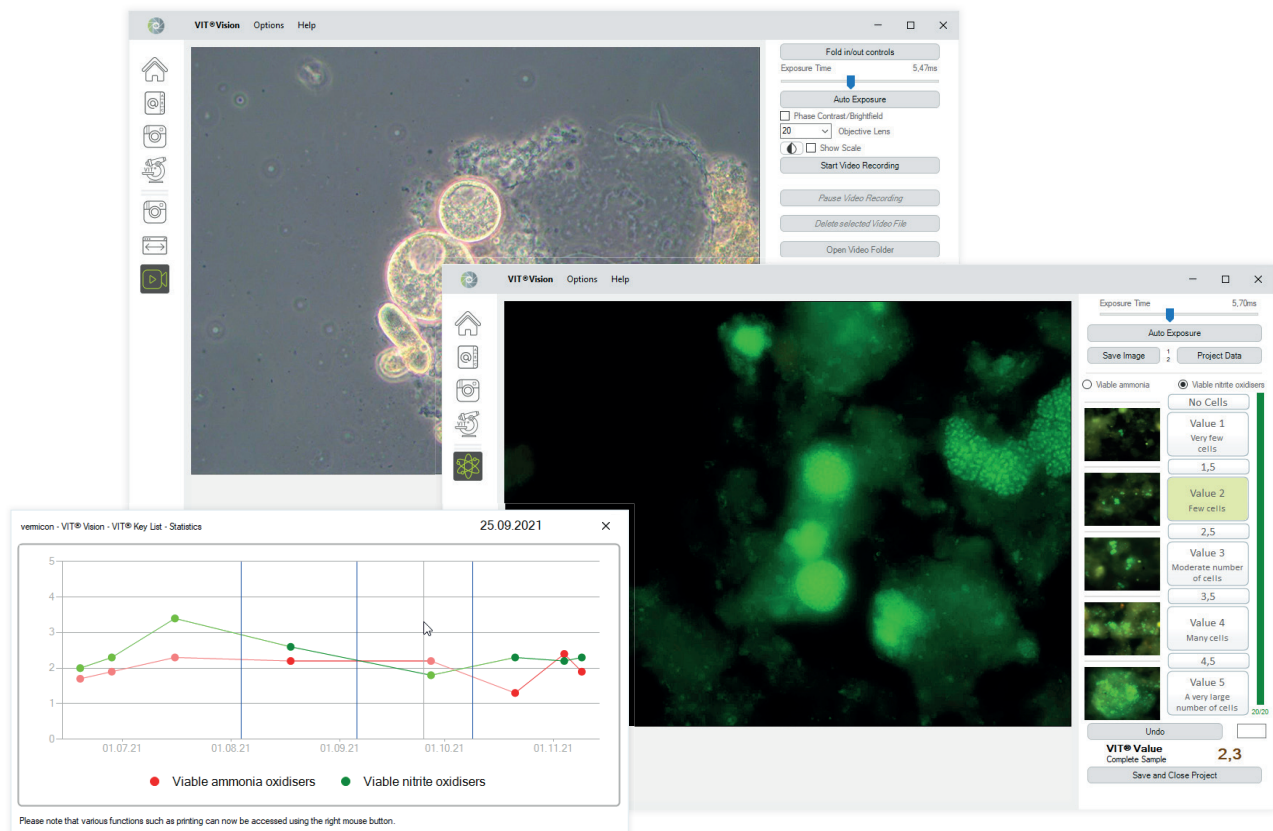 VIT®Vision Options Help
Fold in/out controls
Exposure Time 5,47ms
Auto Exposure
Phase Contrast/Brightfield
20 Objective Lens
Show Scale
Start Video Recording
Pause Video Recording
Delete selected Video File
Open Video Folder
VIT®Vision Options Help
Exposure Time 5,70ms
Auto Exposure
Save Image 1 2 Project Data
Viable ammonia Viable nitrite oxidisers
No Cells
Value 1
Very few
cells
1,5
Value 2
Few cells
2,5
Value 3
Moderate number
of cells
3,5
Value 4
Many cells
4,5
Value 5
A very large
number of cells
20/20
Undo
VIT® Value
Complete Sample
2,3
Save and Close Project
vermicon - VIT® Vision - VIT® Key List - Statistics 25.09.2021
5
4
3
2
1
0
01.07.21 01.08.21 01.09.21 01.10.21 01.11.21
Viable ammonia oxidisers Viable nitrite oxidisers
Please note that various functions such as printing can now be accessed using the right mouse button.